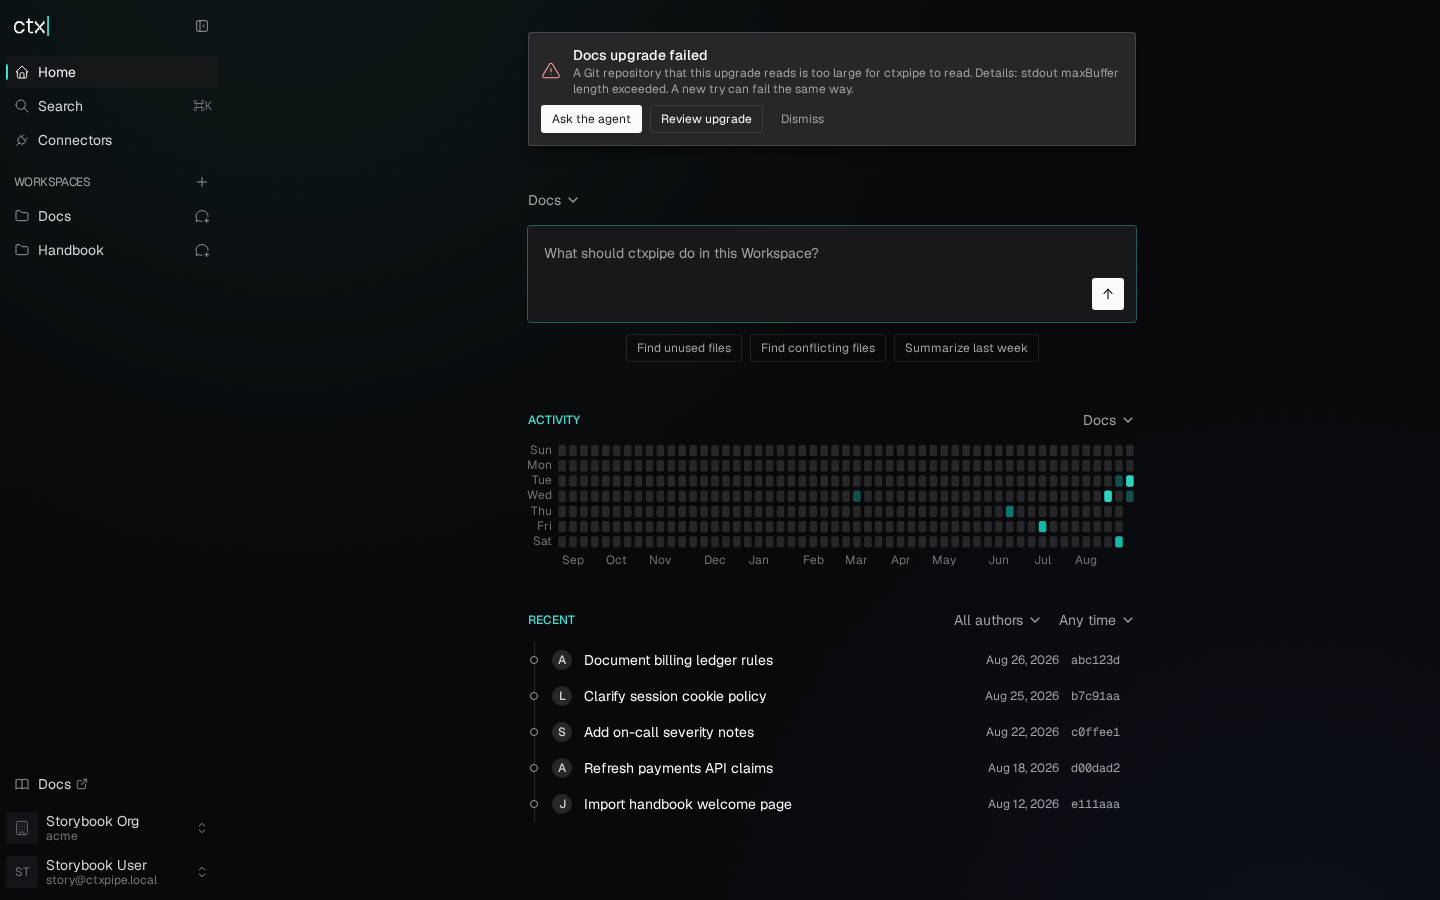 ctx
Home
Search ⌘K
Connectors
WORKSPACES
Docs
Handbook
Docs
Storybook Org
acme
ST
Storybook User
story@ctxpipe.local
Docs upgrade failed
A Git repository that this upgrade reads is too large for ctxpipe to read. Details: stdout maxBuffer
length exceeded. A new try can fail the same way.
Ask the agent Review upgrade Dismiss
Docs
What should ctxpipe do in this Workspace?
Find unused files Find conflicting files Summarize last week
ACTIVITY Docs
Sun
Mon
Tue
Wed
Thu
Fri
Sat
Sep Oct Nov Dec Jan Feb Mar Apr May Jun Jul Aug
RECENT All authors Any time
A Document billing ledger rules Aug 26, 2026 abc123d
L Clarify session cookie policy Aug 25, 2026 b7c91aa
S Add on-call severity notes Aug 22, 2026 c0ffee1
A Refresh payments API claims Aug 18, 2026 d00dad2
J Import handbook welcome page Aug 12, 2026 e111aaa